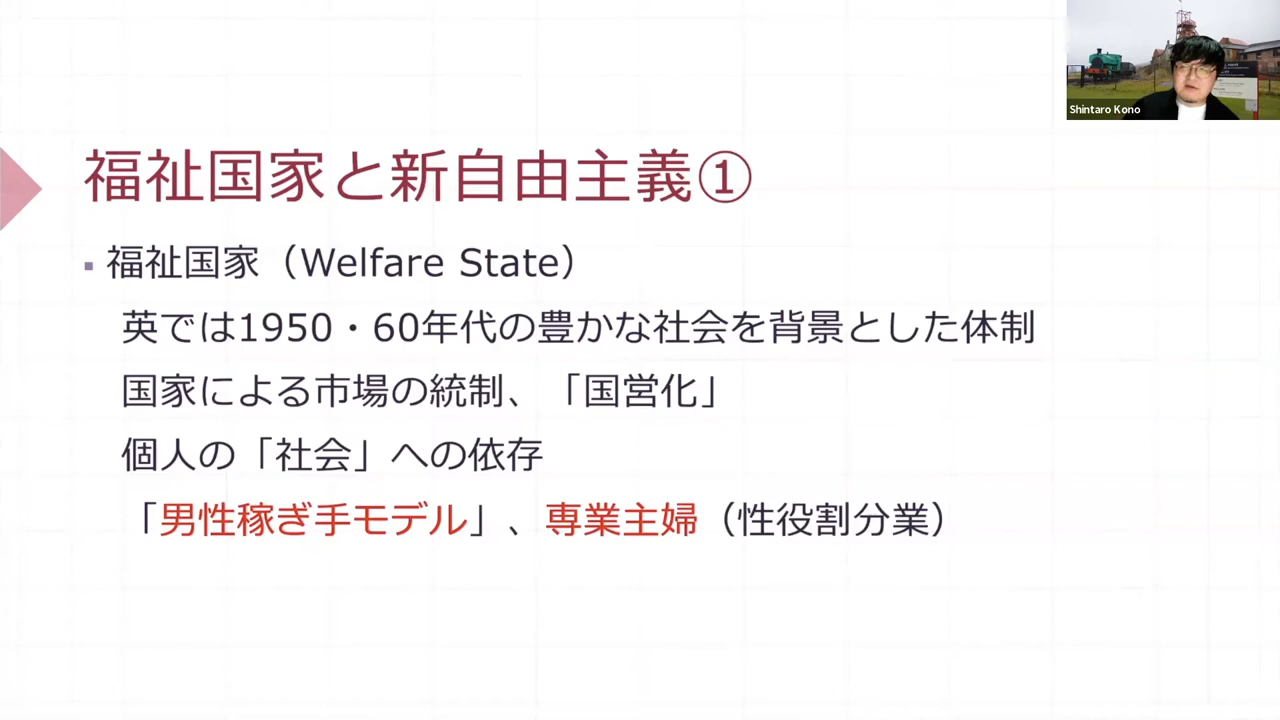 Shintaro Kono
福祉国家と新自由主義①
▪ 福祉国家（Welfare State）
英では1950・60年代の豊かな社会を背景とした体制
国家による市場の統制、「国営化」
個人の「社会」への依存
「男性稼ぎ手モデル」、専業主婦（性役割分業）